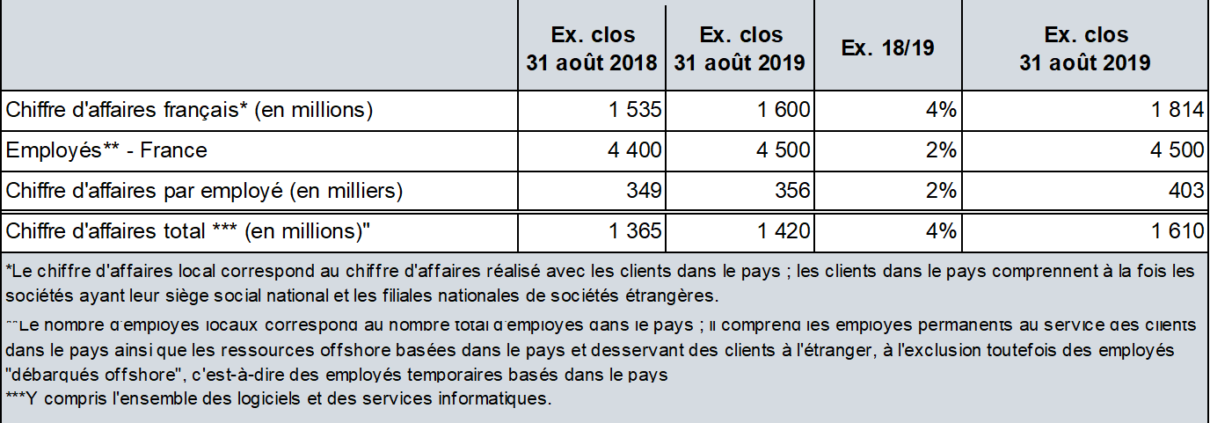 Ex. clos 31 août 2018 Ex. clos 31 août 2019 Ex. 18/19 Ex. clos 31 août 2019
Chiffre d'affaires français* (en millions) 1 535 1 600 4% 1 814
Employés** - France 4 400 4 500 2% 4 500
Chiffre d'affaires par employé (en milliers) 349 356 2% 403
Chiffre d'affaires total *** (en millions)" 1 365 1 420 4% 1 610
*Le chiffre d'affaires local correspond au chiffre d'affaires réalisé avec les clients dans le pays ; les clients dans le pays comprennent à la fois les
sociétés ayant leur siège social national et les filiales nationales de sociétés étrangères.
**Le nombre d'employés locaux correspond au nombre total d'employés dans le pays ; il comprend les employés permanents au service des clients
dans le pays ainsi que les ressources offshore basées dans le pays et desservant des clients à l'étranger, à l'exclusion toutefois des employés
"débarqués offshore", c'est-à-dire des employés temporaires basés dans le pays
***Y compris l'ensemble des logiciels et des services informatiques.